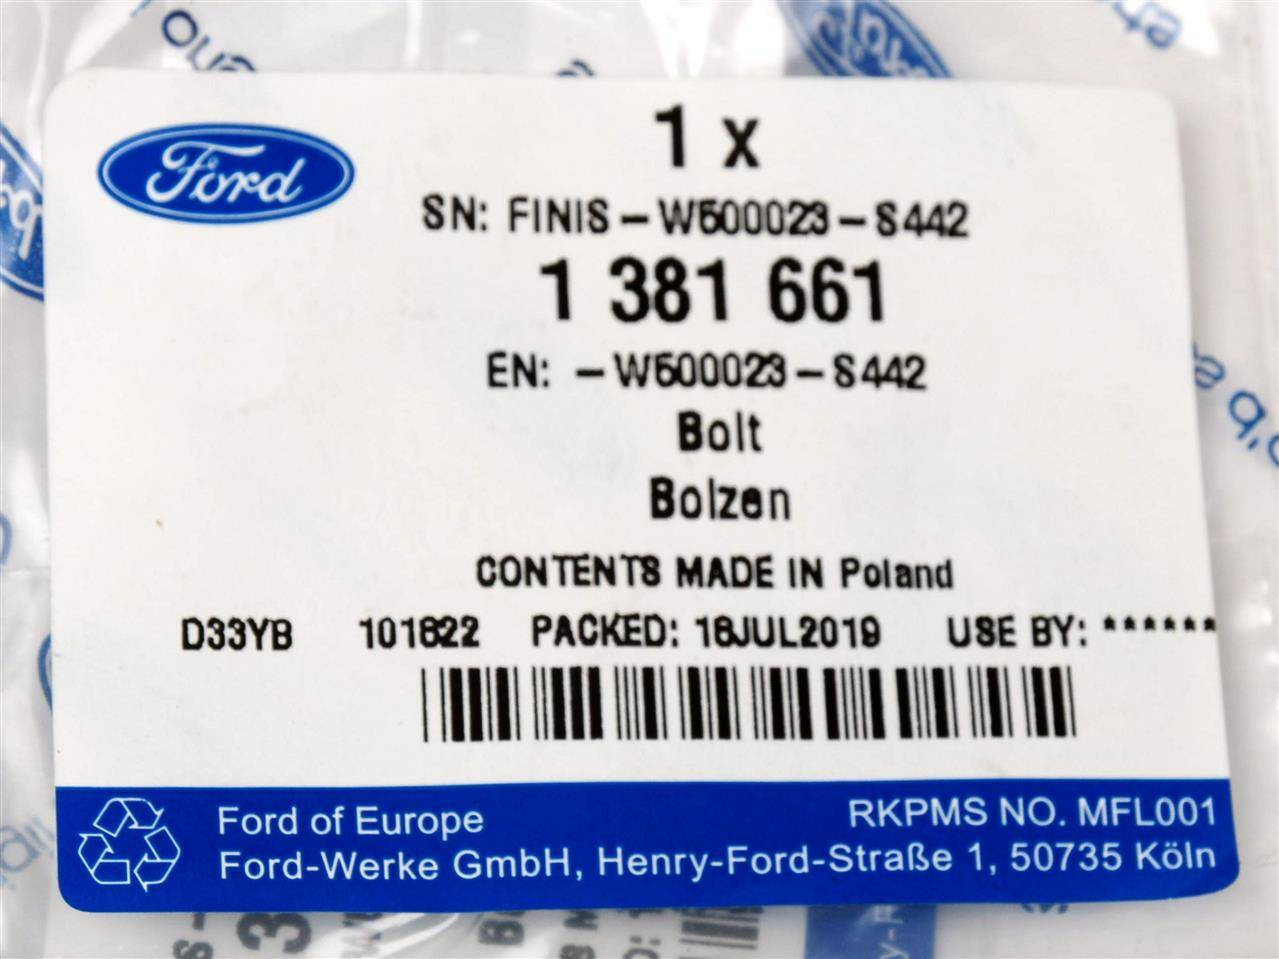 Ford
1 x
SN: FINIS-W500023-S442
1 381 661
EN: -W500023-S442
Bolt
Bolzen
CONTENTS MADE IN Poland
D33YB 101622 PACKED: 16JUL2019 USE BY: ******
Ford of Europe
RKPMS NO. MFL001
Ford-Werke GmbH, Henry-Ford-Straße 1, 50735 Köln